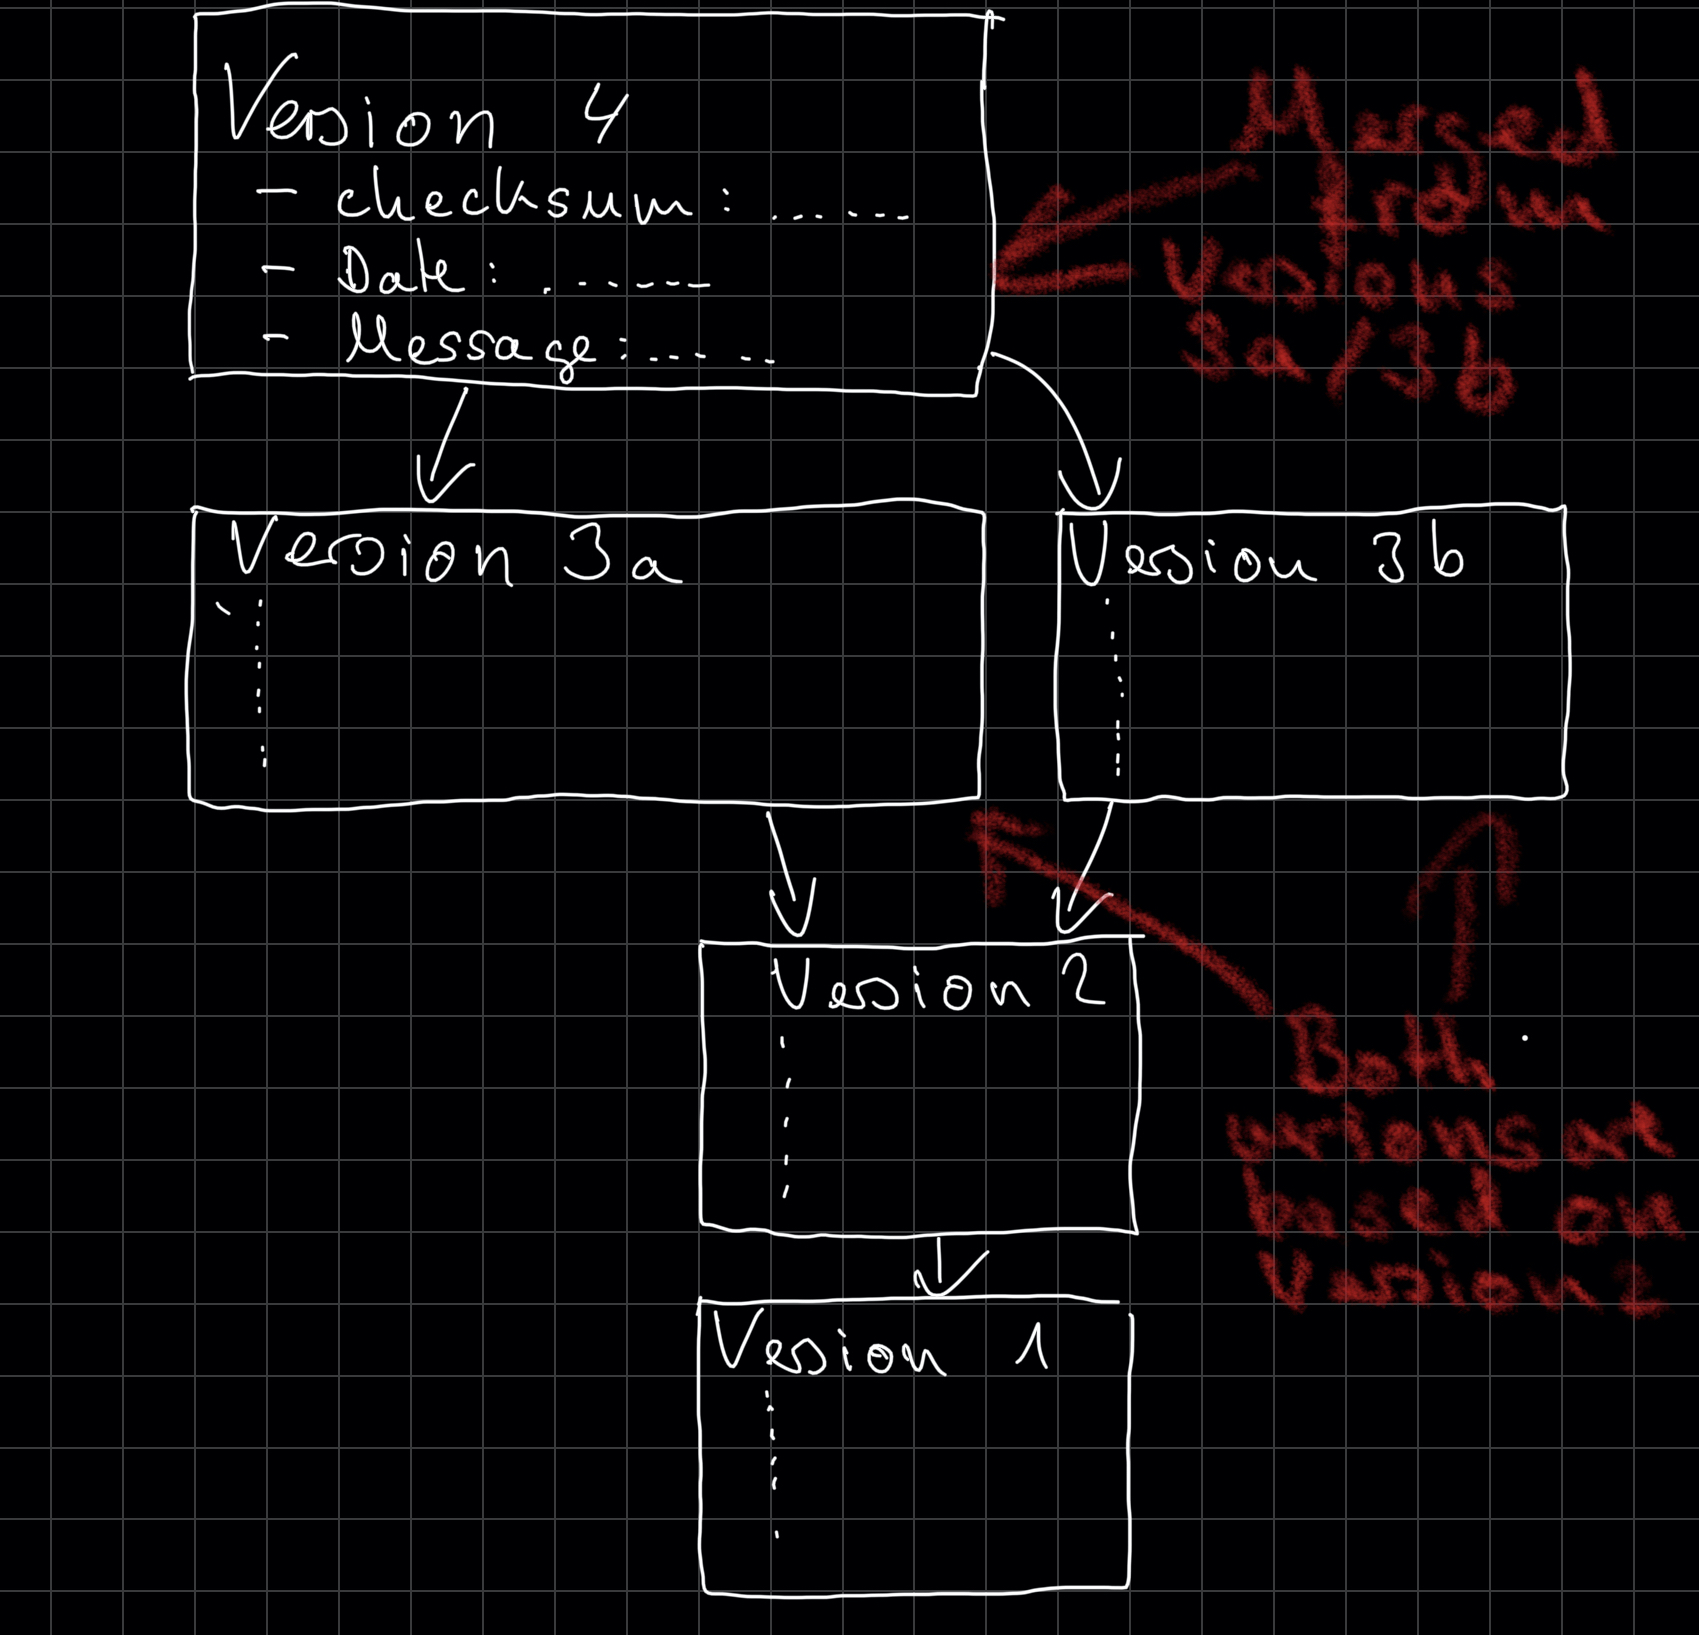 Version 4
- checksum: ...... 
- Date: .......
- Message: ......
Merged
from
Versions
3a/3b
Version 3a
Version 3b
Version 2
Both
versions are
based on
Version 2
Version 1